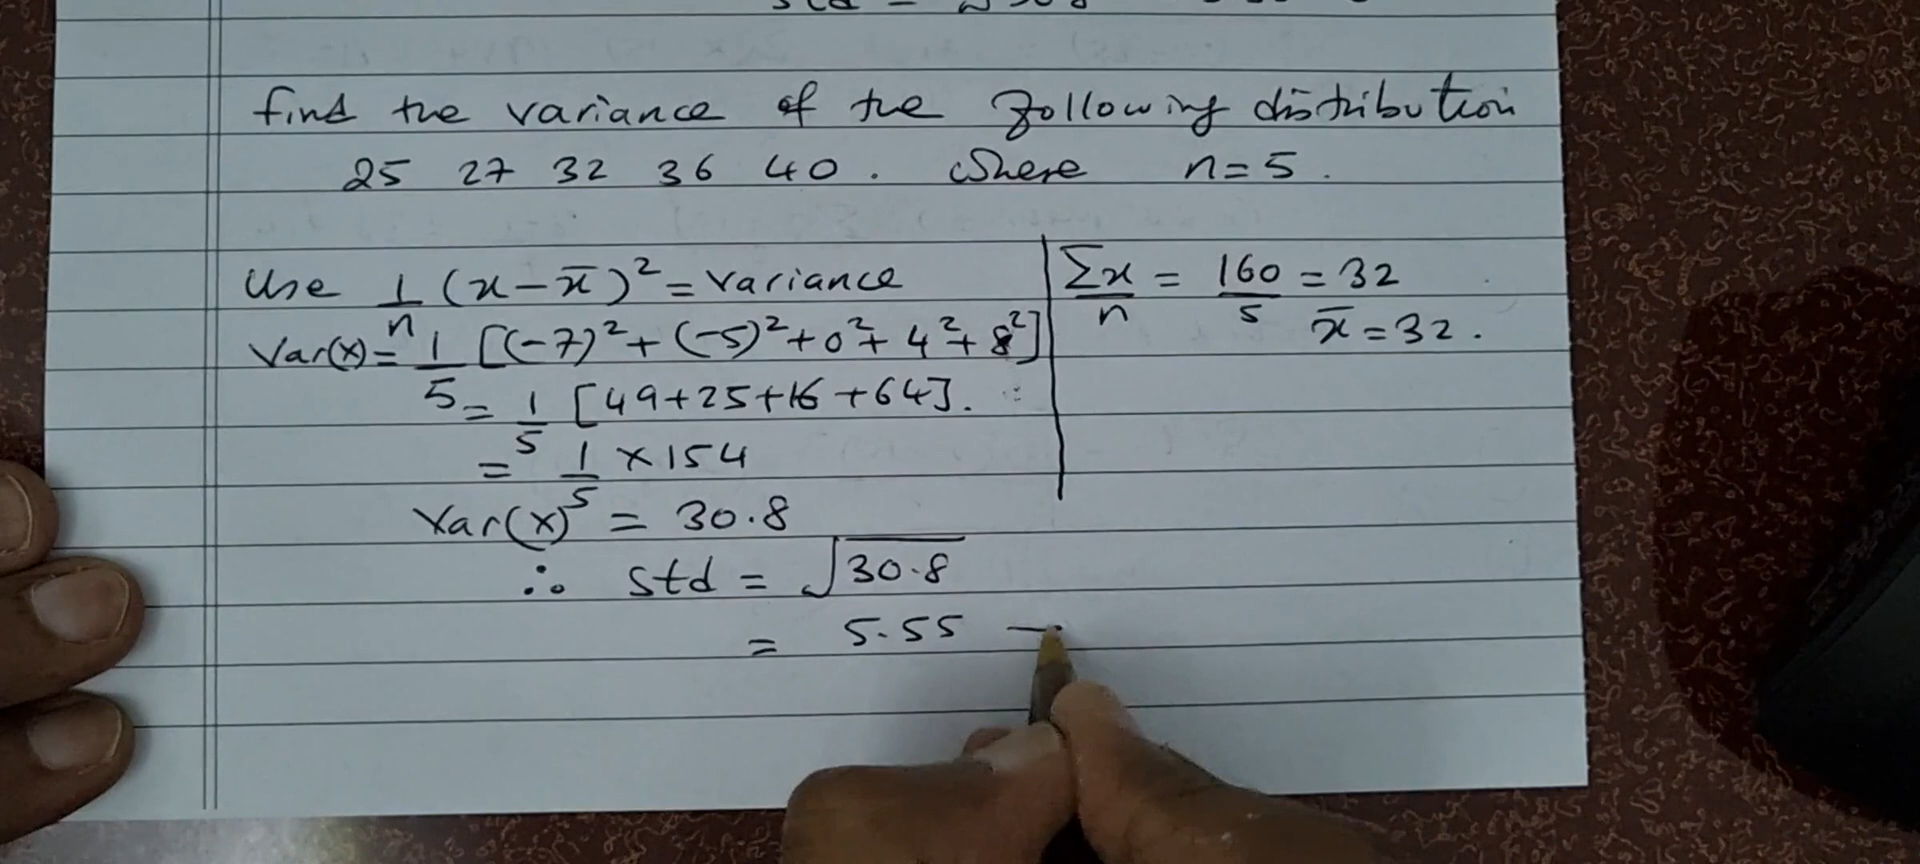 find the variance of the following distribution
25 27 32 36 40 . where n=5 .
Use 1/n (x-x̄)² = variance
Var(x) = 1/5 [(-7)²+(-5)²+0²+4²+8²]
= 1/5 [49+25+16+64].
= 1/5 ×154
Var(x) = 30.8
∴ std = √30.8
= 5.55 —
Σx/n = 160/5 = 32
x̄ = 32 .